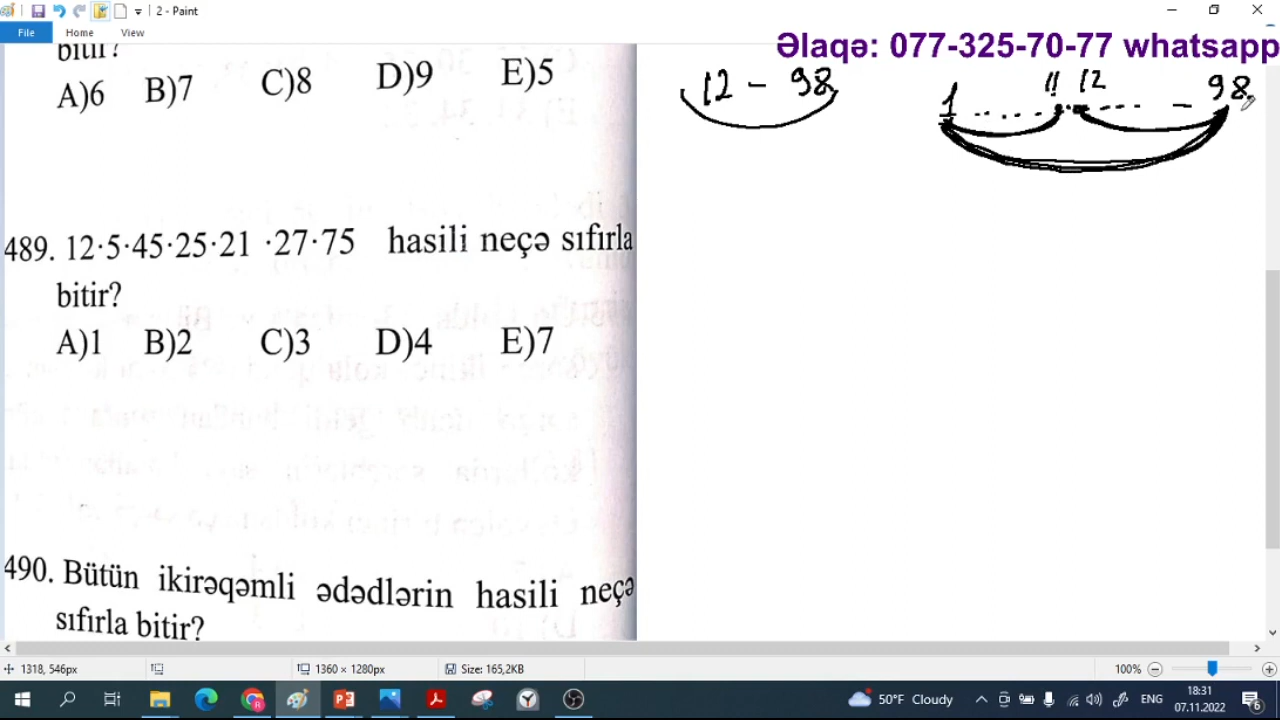 2 - Paint
File Home View
Əlaqə: 077-325-70-77 whatsapp
bitir?
A)6 B)7 C)8 D)9 E)5
12 - 98
1 ........ 11 12 ... - 98
489. 12·5·45·25·21 ·27·75 hasili neçə sıfırla
bitir?
A)1 B)2 C)3 D)4 E)7
490. Bütün ikirəqəmli ədədlərin hasili neçə
sıfırla bitir?
1318, 546px 1360 × 1280px Size: 165,2KB 100%
50°F Cloudy ENG 18:31
07.11.2022 6